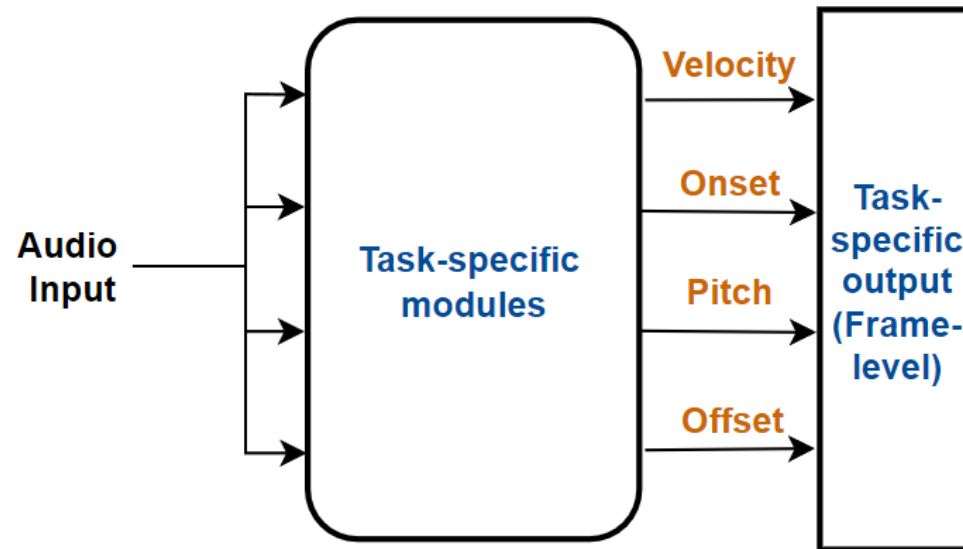 Audio
Input
Task-specific
modules
Velocity
Onset
Pitch
Offset
Task-
specific
output
(Frame-
level)